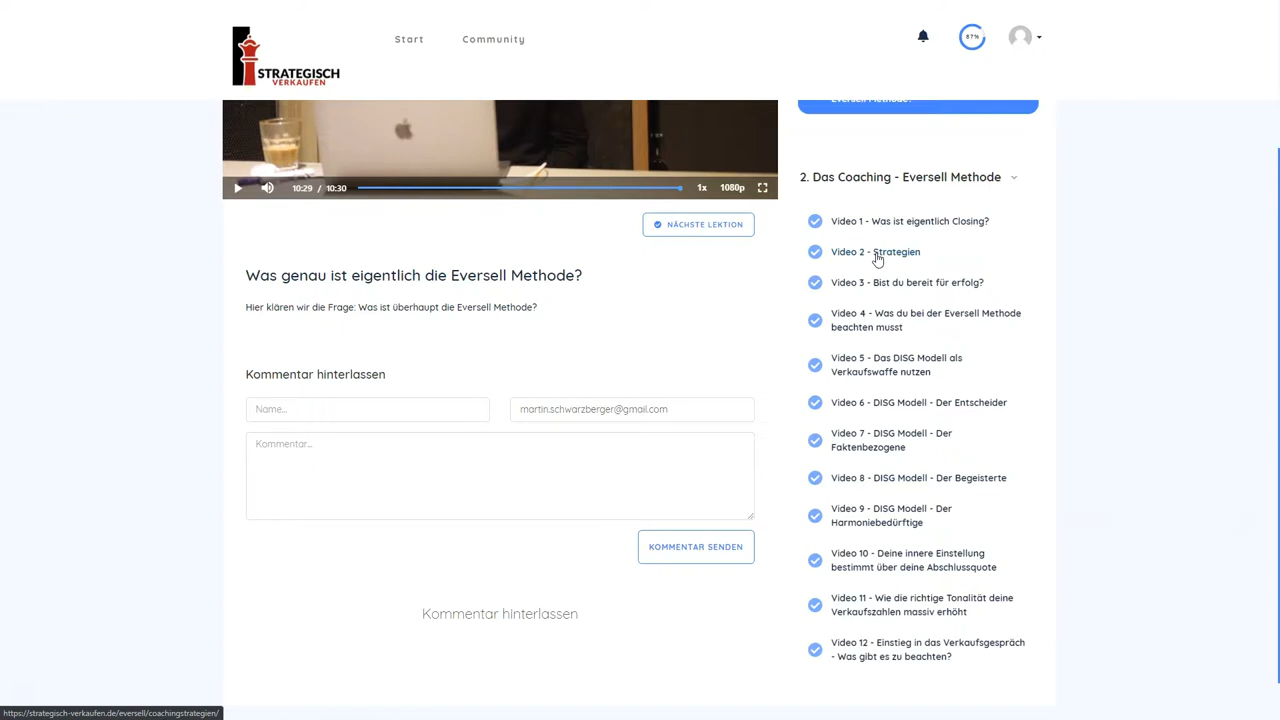 STRATEGISCH
VERKAUFEN
Start
Community
87%
Eversell Methode?
10:29 / 10:30
1x
1080p
NÄCHSTE LEKTION
Was genau ist eigentlich die Eversell Methode?
Hier klären wir die Frage: Was ist überhaupt die Eversell Methode?
Kommentar hinterlassen
Name...
martin.schwarzberger@gmail.com
Kommentar...
KOMMENTAR SENDEN
Kommentar hinterlassen
2. Das Coaching - Eversell Methode
Video 1 - Was ist eigentlich Closing?
Video 2 - Strategien
Video 3 - Bist du bereit für erfolg?
Video 4 - Was du bei der Eversell Methode
beachten musst
Video 5 - Das DISG Modell als
Verkaufswaffe nutzen
Video 6 - DISG Modell - Der Entscheider
Video 7 - DISG Modell - Der
Faktenbezogene
Video 8 - DISG Modell - Der Begeisterte
Video 9 - DISG Modell - Der
Harmoniebedürftige
Video 10 - Deine innere Einstellung
bestimmt über deine Abschlussquote
Video 11 - Wie die richtige Tonalität deine
Verkaufszahlen massiv erhöht
Video 12 - Einstieg in das Verkaufsgespräch
- Was gibt es zu beachten?
https://strategisch-verkaufen.de/eversell/coachingstrategien/